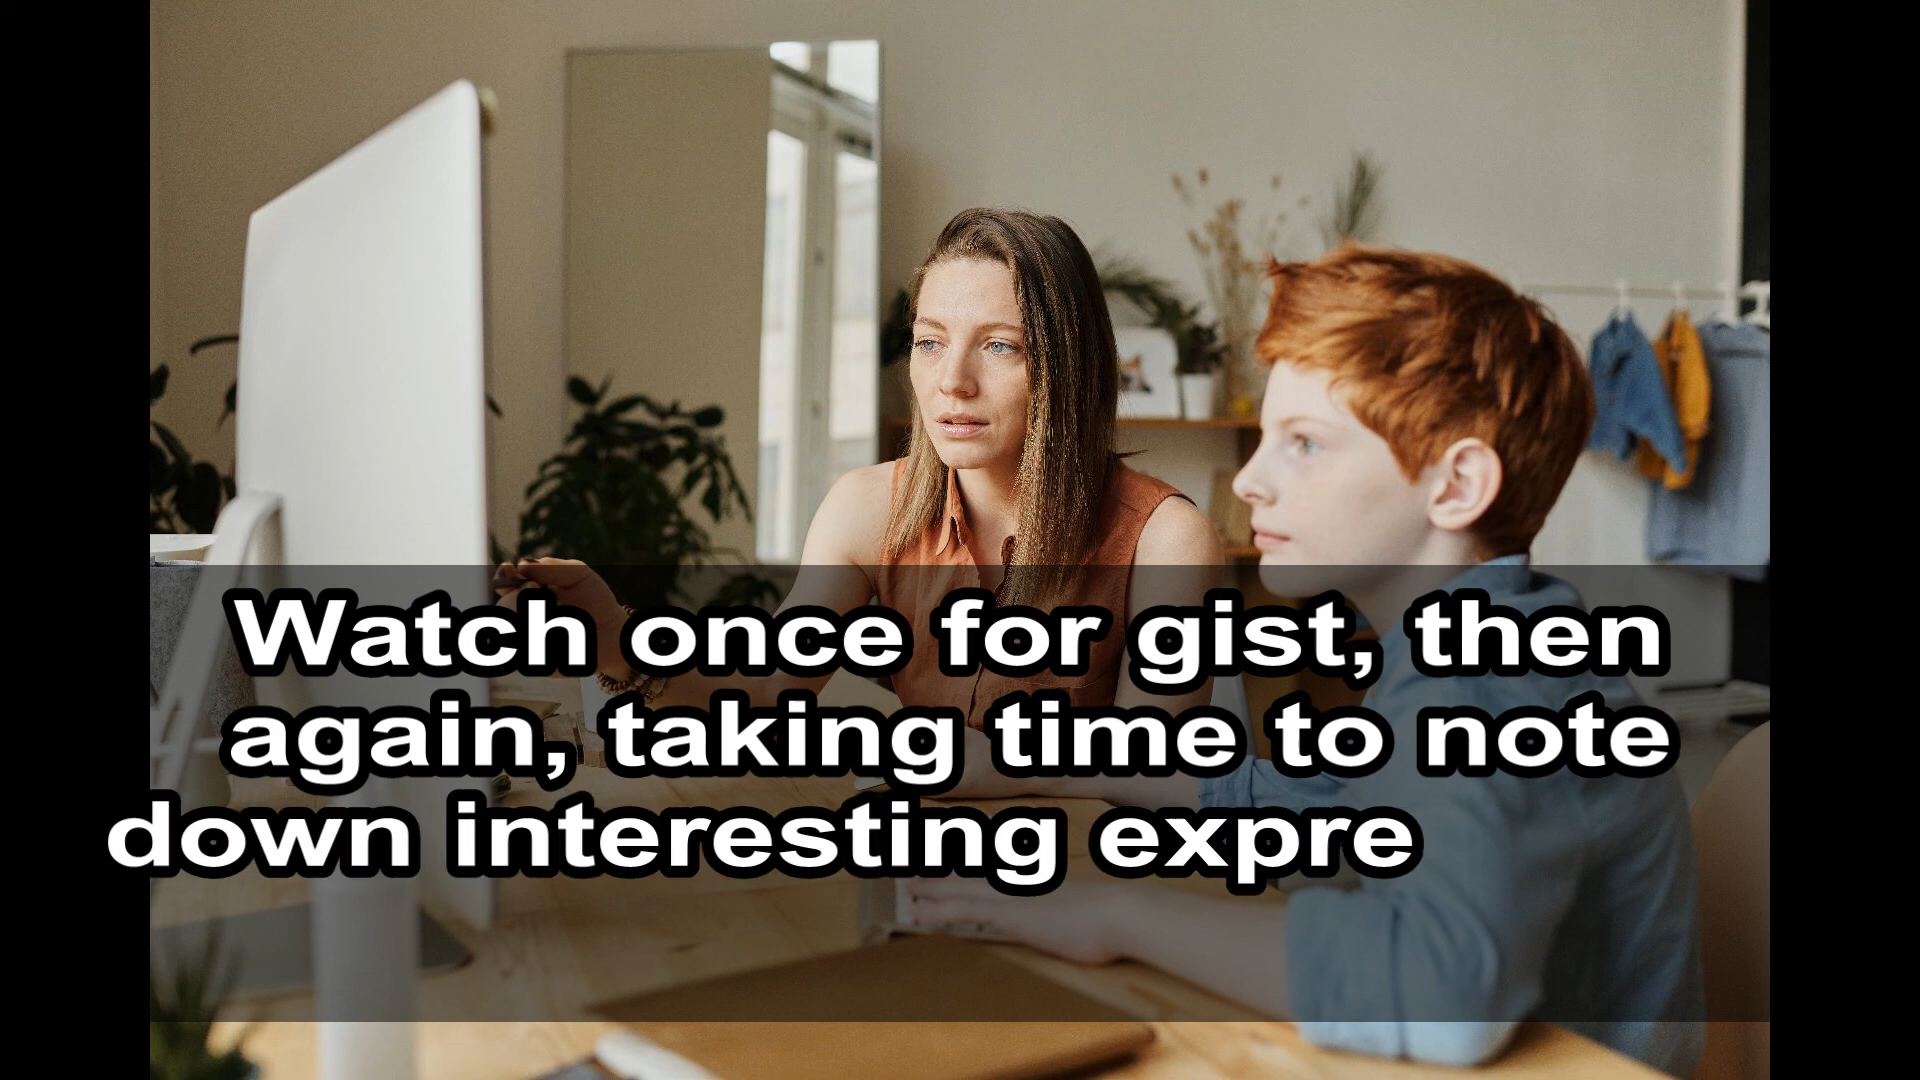 Watch once for gist, then
again, taking time to note
down interesting expre